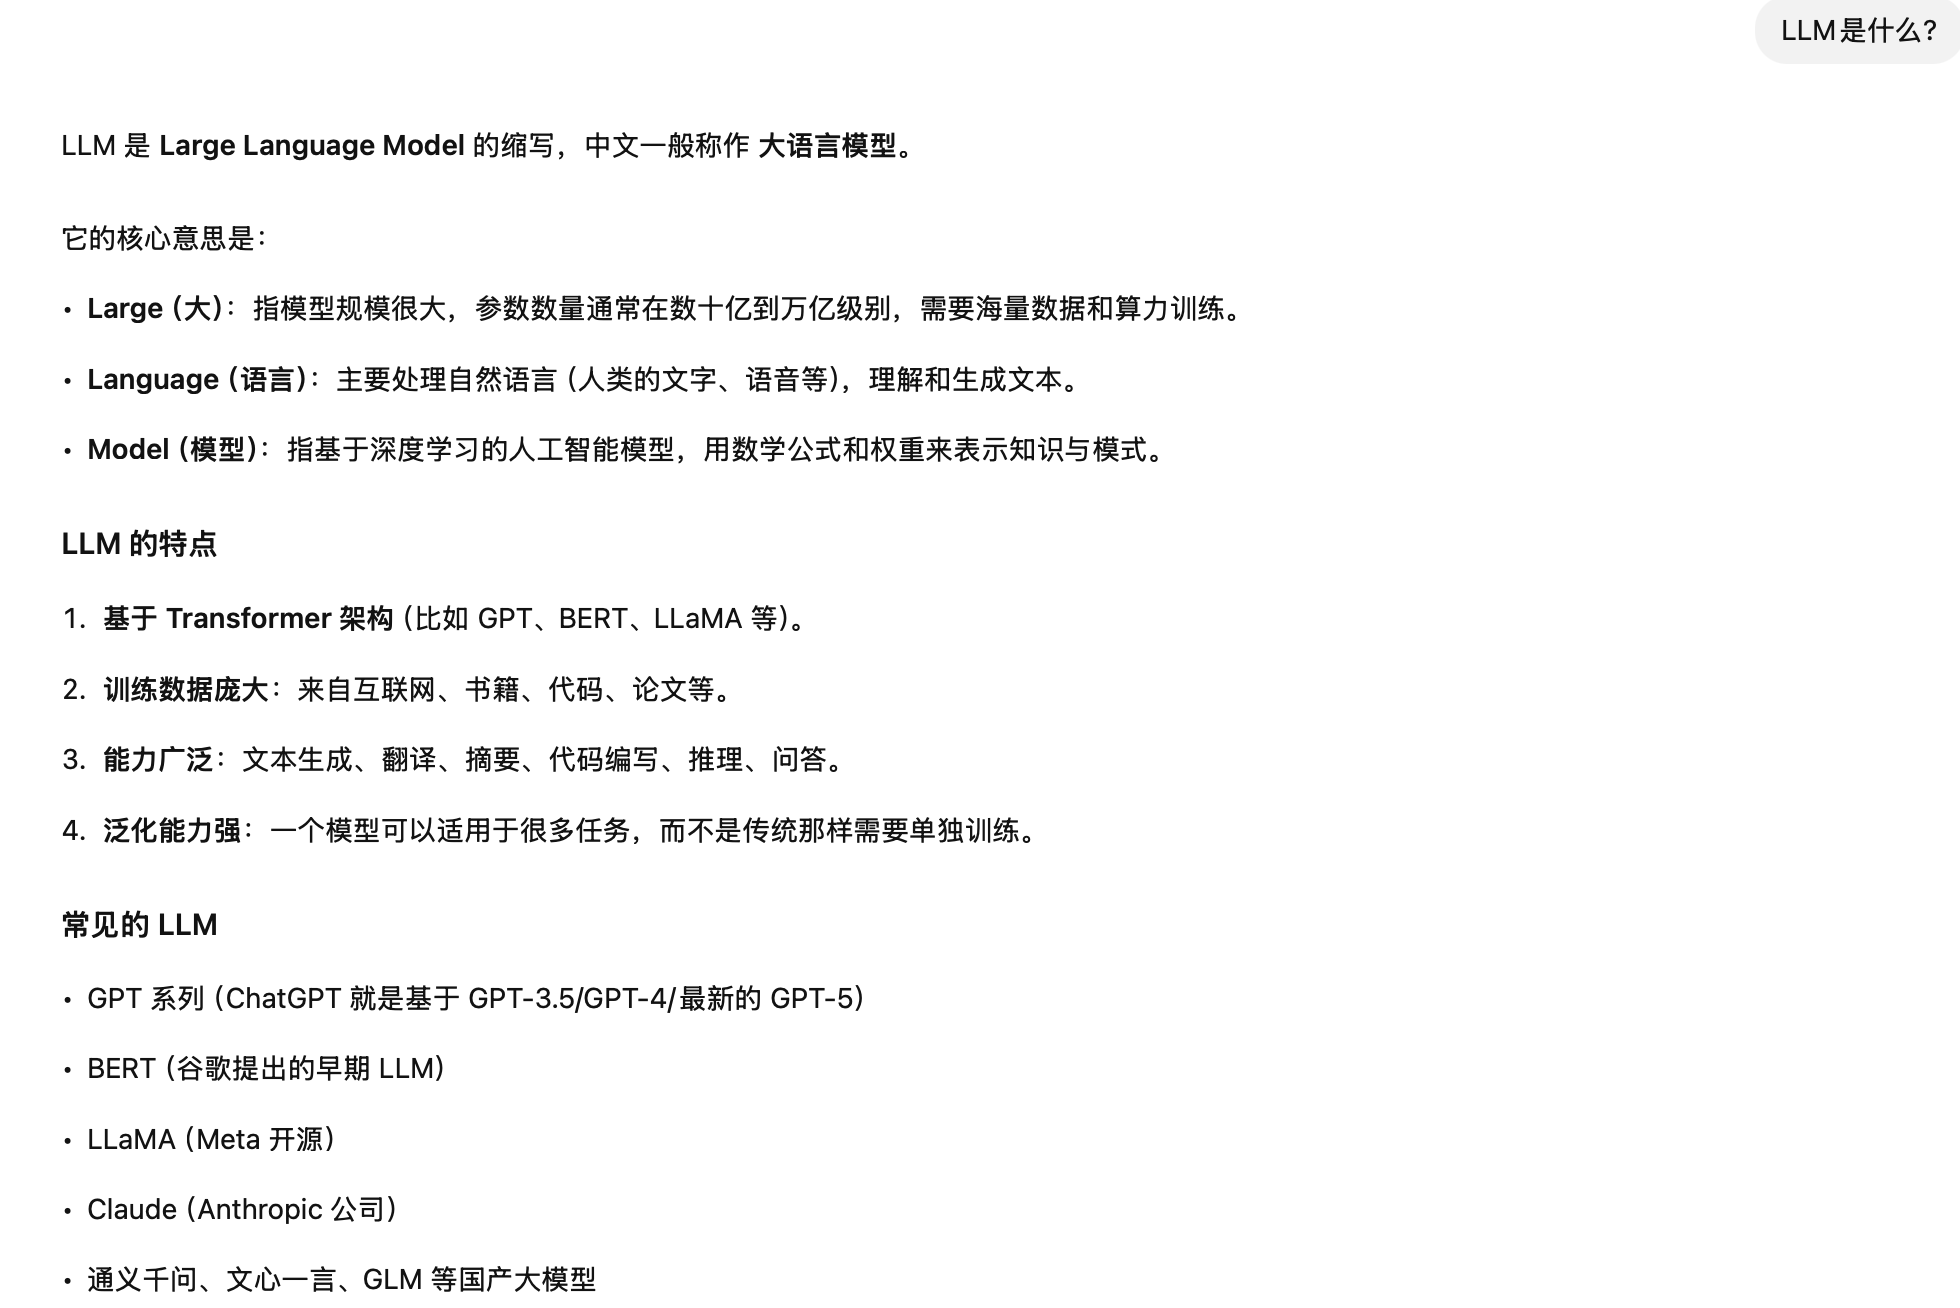 LLM是什么?
LLM 是 Large Language Model 的缩写，中文一般称作 大语言模型。
它的核心意思是：
• Large（大）：指模型规模很大，参数数量通常在数十亿到万亿级别，需要海量数据和算力训练。
• Language（语言）：主要处理自然语言（人类的文字、语音等），理解和生成文本。
• Model（模型）：指基于深度学习的人工智能模型，用数学公式和权重来表示知识与模式。
LLM 的特点
1. 基于 Transformer 架构（比如 GPT、BERT、LLaMA 等）。
2. 训练数据庞大：来自互联网、书籍、代码、论文等。
3. 能力广泛：文本生成、翻译、摘要、代码编写、推理、问答。
4. 泛化能力强：一个模型可以适用于很多任务，而不是传统那样需要单独训练。
常见的 LLM
• GPT 系列（ChatGPT 就是基于 GPT-3.5/GPT-4/最新的 GPT-5）
• BERT（谷歌提出的早期 LLM）
• LLaMA（Meta 开源）
• Claude（Anthropic 公司）
• 通义千问、文心一言、GLM 等国产大模型